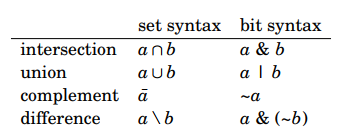 set syntax bit syntax
intersection a ∩ b a & b
union a ∪ b a | b
complement ā ~a
difference a \ b a & (~b)